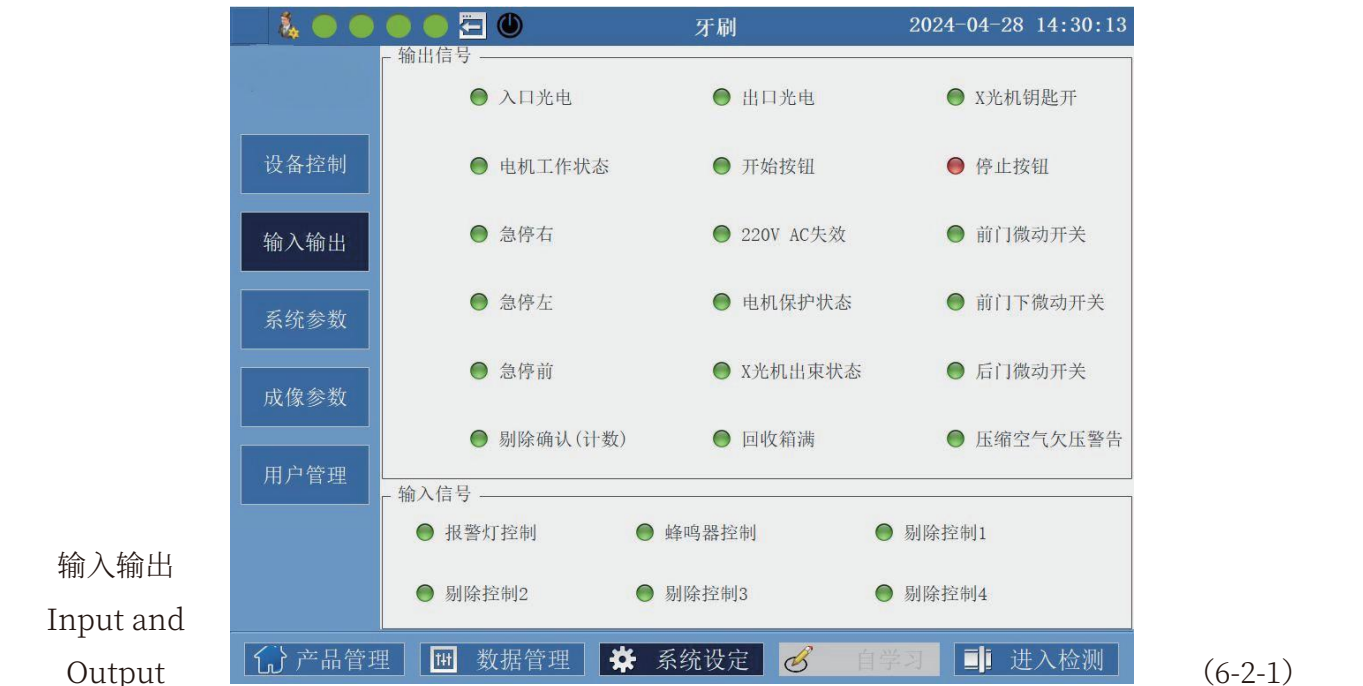 牙刷 2024-04-28 14:30:13
输出信号
入口光电 出口光电 X光机钥匙开
设备控制 电机工作状态 开始按钮 停止按钮
输入输出 急停右 220V AC失效 前门微动开关
系统参数 急停左 电机保护状态 前门下微动开关
成像参数 急停前 X光机出束状态 后门微动开关
剔除确认(计数) 回收箱满 压缩空气欠压警告
用户管理
输入信号
报警灯控制 蜂鸣器控制 剔除控制1
剔除控制2 剔除控制3 剔除控制4
产品管理 数据管理 系统设定 自学习 进入检测
输入输出
Input and
Output
(6-2-1)